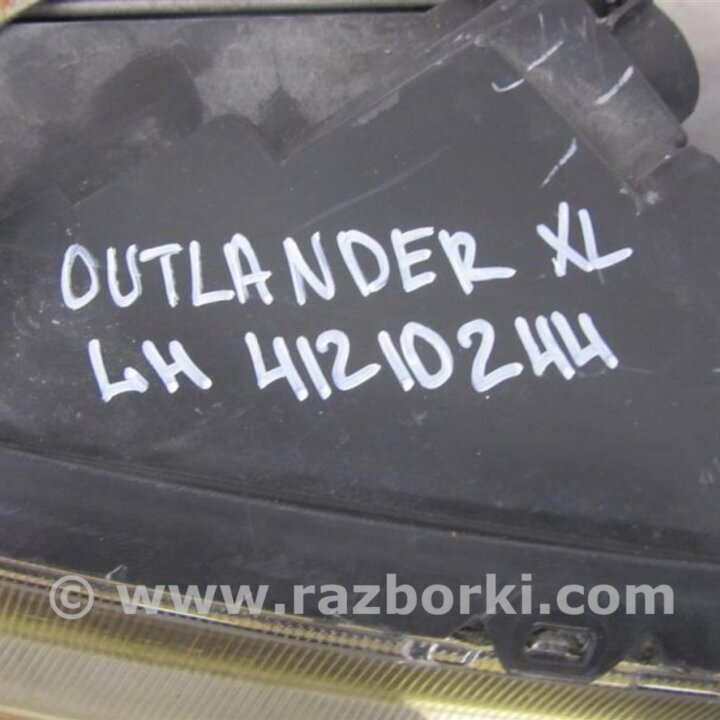 OUTLANDER XL
LH 41210244
© www.razborki.com